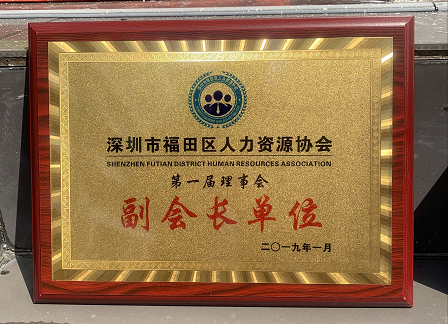 深圳市福田区人力资源协会
SHENZHEN FUTIAN DISTRICT HUMAN RESOURCES ASSOCIATION
第一届理事会
副会长单位
二〇一九年一月